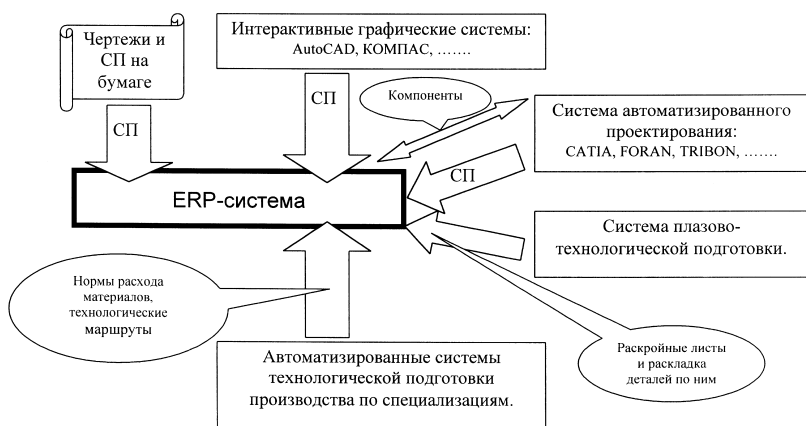 Чертежи и
СП на
бумаге
Интерактивные графические системы:
AutoCAD, КОМПАС, …….
СП
СП
Компоненты
Система автоматизированного
проектирования:
CATIA, FORAN, TRIBON, …….
СП
ERP-система
Система плазово-
технологической подготовки.
Нормы расхода
материалов,
технологические
маршруты
Автоматизированные системы
технологической подготовки
производства по специализациям.
Раскройные листы
и раскладка
деталей по ним